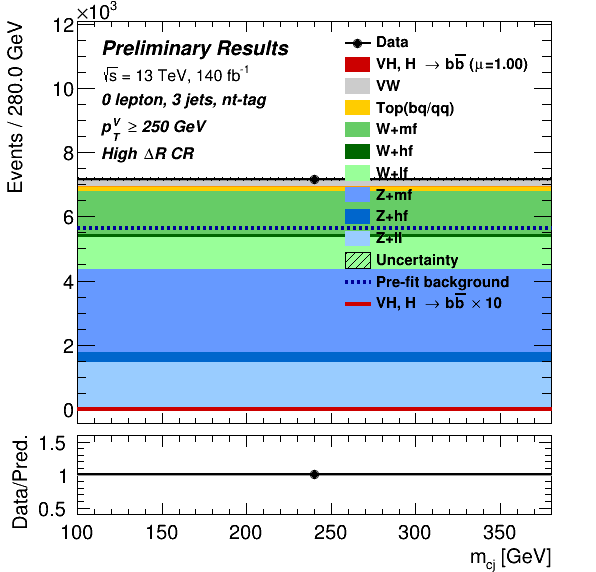 ×10³
Events / 280.0 GeV
12
10
8
6
4
2
0
Preliminary Results
√s = 13 TeV, 140 fb⁻¹
0 lepton, 3 jets, nt-tag
p_T^V ≥ 250 GeV
High ΔR CR
Data
VH, H → bb̅ (μ=1.00)
VW
Top(bq/qq)
W+mf
W+hf
W+lf
Z+mf
Z+hf
Z+lf
Uncertainty
Pre-fit background
VH, H → bb̅ × 10
Data/Pred.
1.5
1
0.5
100 150 200 250 300 350
m_cj [GeV]